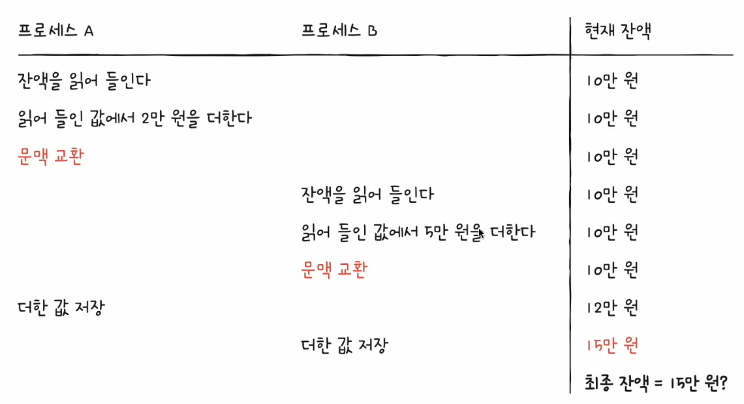 프로세스 A 프로세스 B 현재 잔액
잔액을 읽어 들인다 10만 원
읽어 들인 값에서 2만 원을 더한다 10만 원
문맥 교환 10만 원
잔액을 읽어 들인다 10만 원
읽어 들인 값에서 5만 원을 더한다 10만 원
문맥 교환 10만 원
더한 값 저장 12만 원
더한 값 저장 15만 원
최종 잔액 = 15만 원?